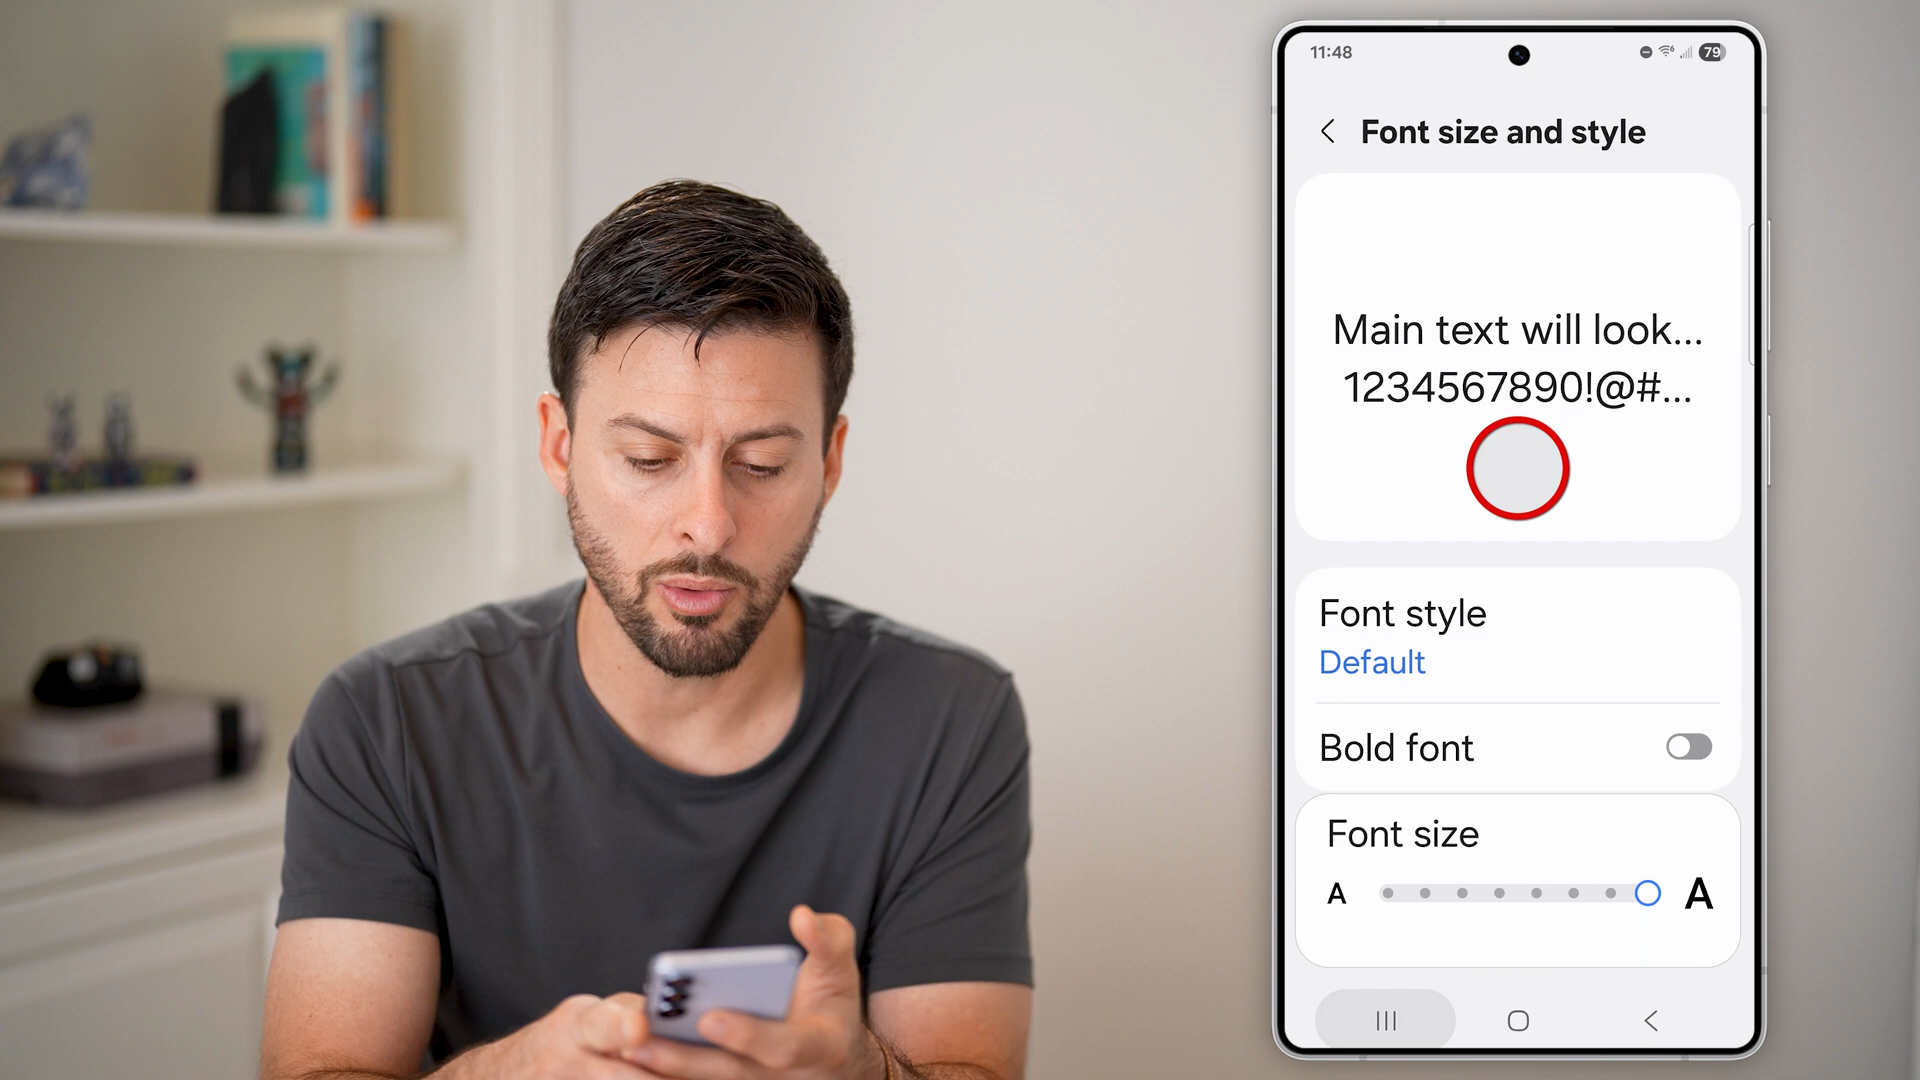 11:48
79
Font size and style
Main text will look...
1234567890!@#...
Font style
Default
Bold font
Font size
A A